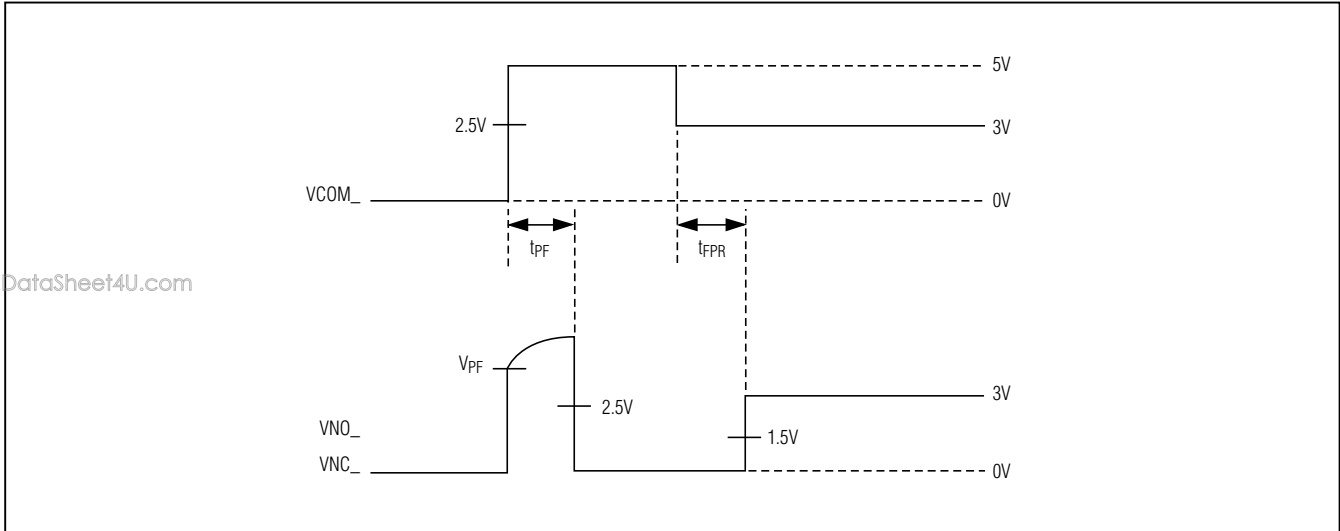 5V
2.5V
3V
VCOM_
0V
tPF
tFPR
DataSheet4U.com
VPF
3V
2.5V
VNO_
1.5V
VNC_
0V